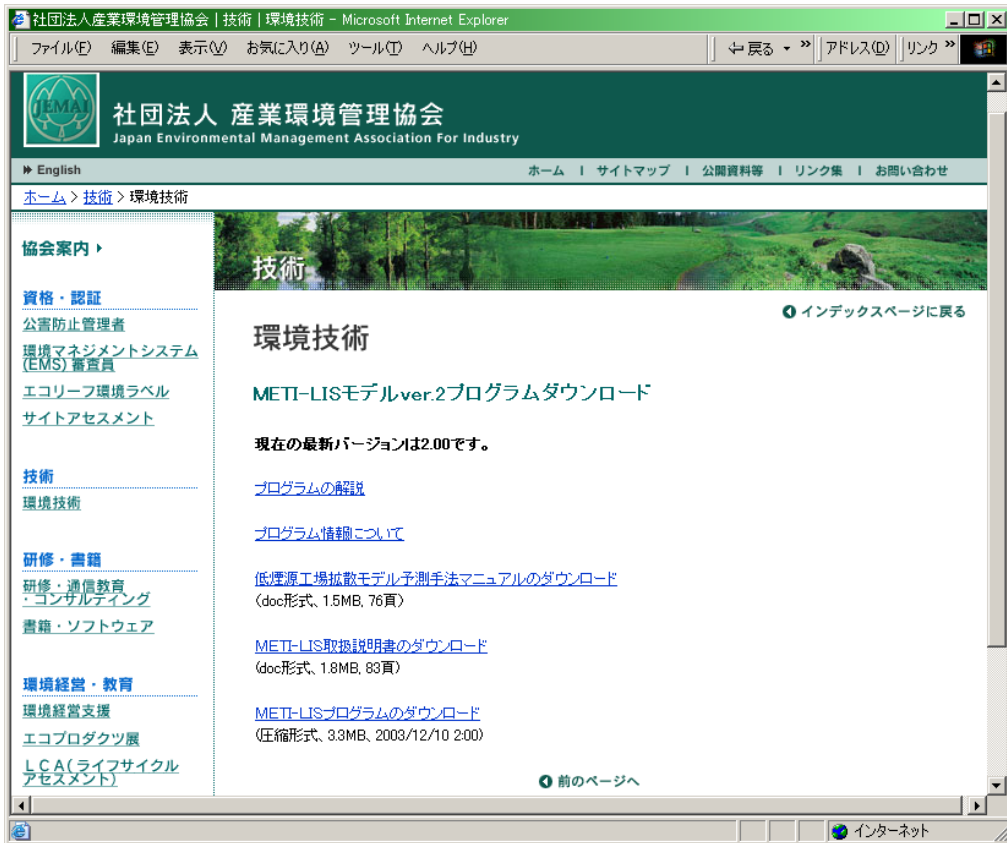 社団法人産業環境管理協会 | 技術 | 環境技術 - Microsoft Internet Explorer
ファイル(F) 編集(E) 表示(V) お気に入り(A) ツール(T) ヘルプ(H) 戻る » アドレス(D) リンク »
JEMAI
社団法人 産業環境管理協会
Japan Environmental Management Association For Industry
English ホーム | サイトマップ | 公開資料等 | リンク集 | お問い合わせ
ホーム > 技術 > 環境技術
協会案内
技術
資格・認証
公害防止管理者
環境マネジメントシステム
(EMS) 審査員
エコリーフ環境ラベル
サイトアセスメント
技術
環境技術
研修・書籍
研修・通信教育
・コンサルティング
書籍・ソフトウェア
環境経営・教育
環境経営支援
エコプロダクツ展
LCA(ライフサイクル
アセスメント)
インデックスページに戻る
環境技術
METI-LISモデルver.2プログラムダウンロード
現在の最新バージョンは2.00です。
プログラムの解説
プログラム情報について
低煙源工場拡散モデル予測手法マニュアルのダウンロード
(doc形式、1.5MB, 76頁)
METI-LIS取扱説明書のダウンロード
(doc形式、1.8MB, 83頁)
METI-LISプログラムのダウンロード
(圧縮形式、3.3MB、2003/12/10 2:00)
前のページへ
インターネット